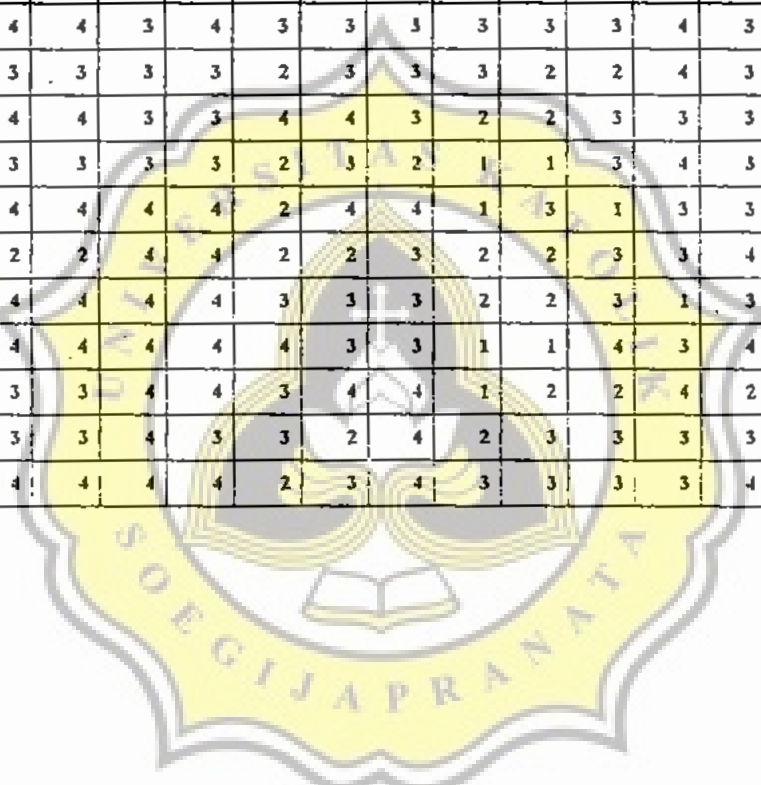 4 4 3 4 3 3 3 3 3 3 4 3
3 3 3 3 2 3 3 3 2 2 4 3
4 4 3 3 4 4 3 2 2 3 3 3
3 3 3 3 2 3 2 1 1 3 4 3
4 4 4 4 2 4 4 1 3 1 3 3
2 2 4 4 2 2 3 2 2 3 3 4
4 4 4 4 3 3 3 2 2 3 1 3
4 4 4 4 4 3 3 1 1 4 3 4
3 3 4 4 3 4 4 1 2 2 4 2
3 3 4 3 3 2 4 2 3 3 3 3
4 4 4 4 2 3 4 3 3 3 3 4
UNIVERSITAS KATOLIK
SOEGIJAPRANATA